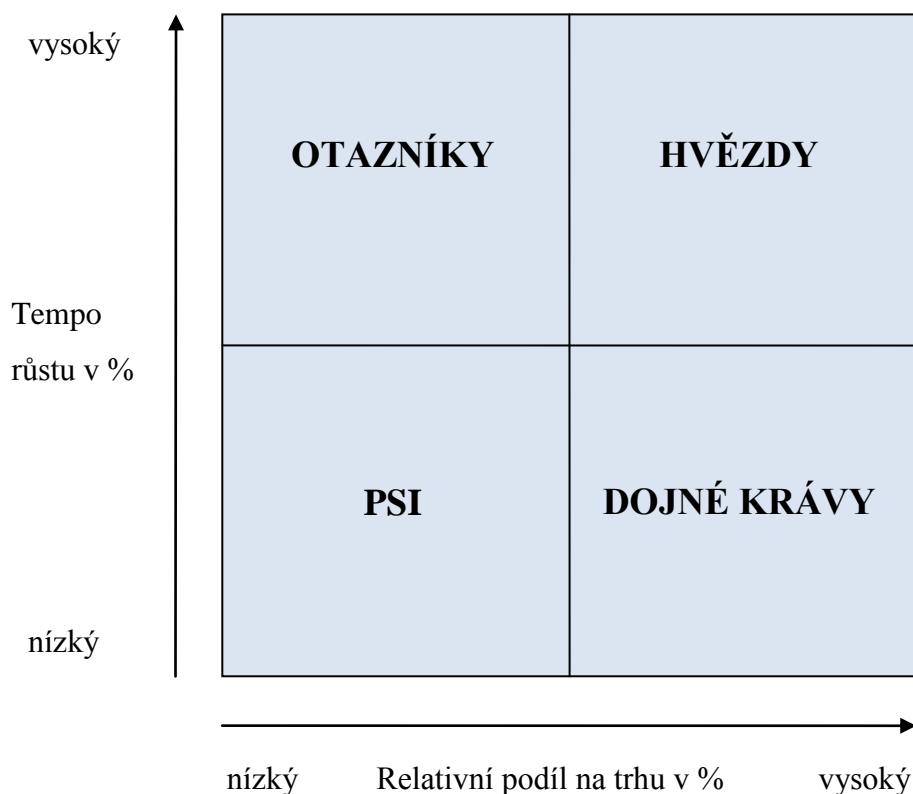 vysoký
OTAZNÍKY
HVĚZDY
Tempo
růstu v %
PSI
DOJNÉ KRÁVY
nízký
nízký
Relativní podíl na trhu v %
vysoký